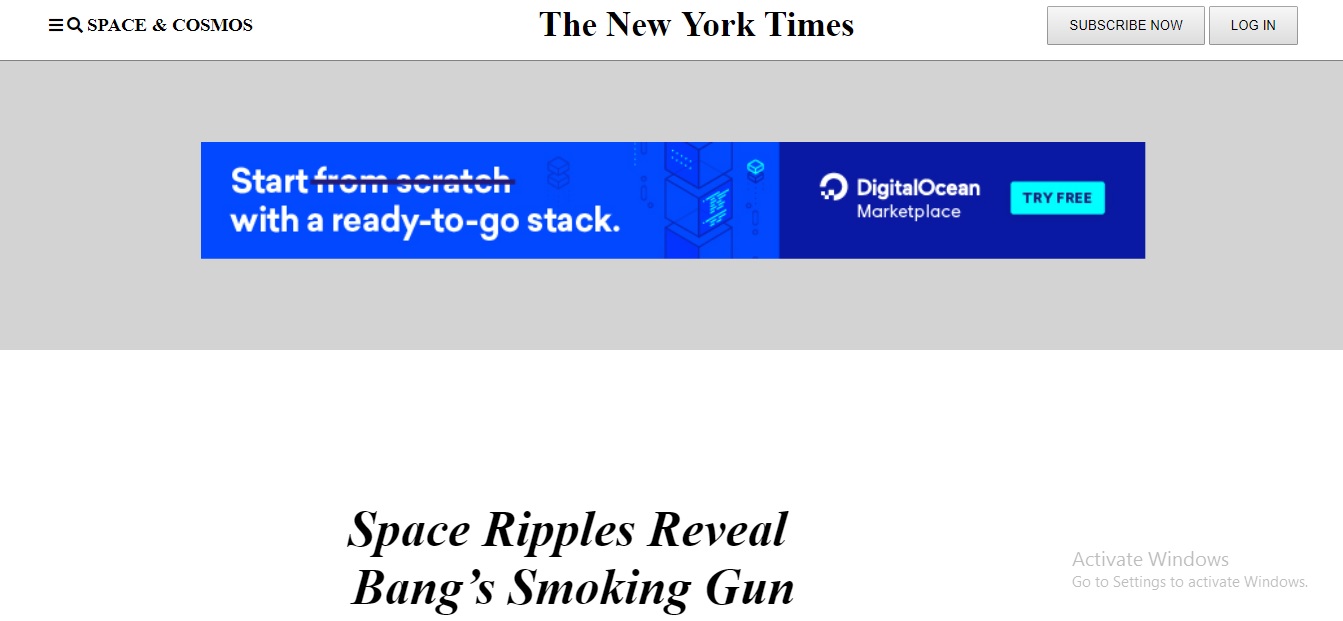 SPACE & COSMOS
The New York Times
SUBSCRIBE NOW
LOG IN
Start from scratch
with a ready-to-go stack.
DigitalOcean
Marketplace
TRY FREE
Space Ripples Reveal
Bang’s Smoking Gun
Activate Windows
Go to Settings to activate Windows.